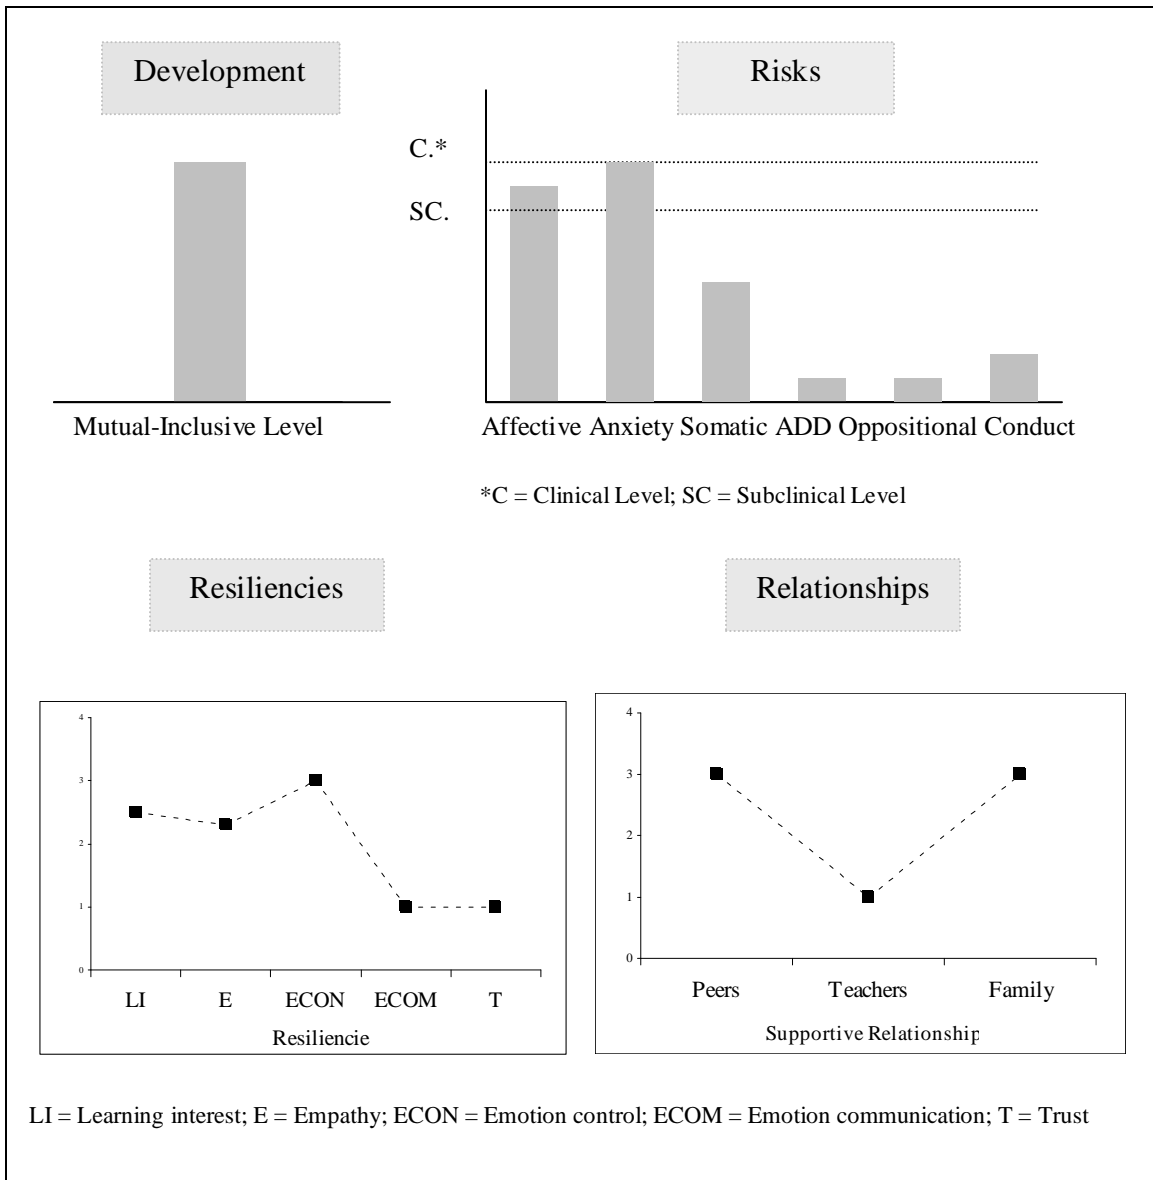 Development
Risks
C.*
SC.
Mutual-Inclusive Level
Affective Anxiety Somatic ADD Oppositional Conduct
*C = Clinical Level; SC = Subclinical Level
Resiliencies
Relationships
4
3
2
1
0
LI E ECON ECOM T
Resiliencie
4
3
2
1
0
Peers Teachers Family
Supportive Relationship
LI = Learning interest; E = Empathy; ECON = Emotion control; ECOM = Emotion communication; T = Trust